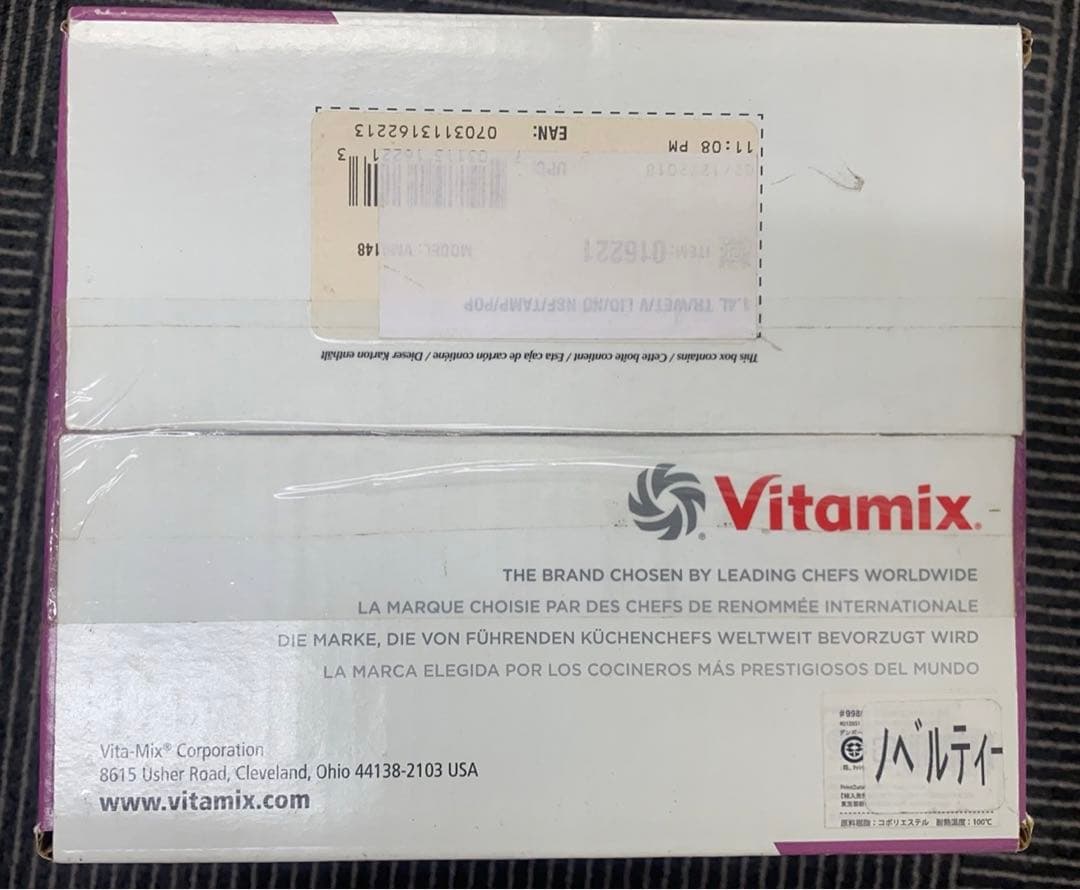 11:08 PM EAN: 0703113162213
3
ITEM: 016221 MODEL: 148
1.4L TR/WET/V LID/NO NSF/TAMP/POP
This box contains / Cette boîte contient / Esta caja de cartón contiene / Dieser Karton enthält
Vitamix®
THE BRAND CHOSEN BY LEADING CHEFS WORLDWIDE
LA MARQUE CHOISIE PAR DES CHEFS DE RENOMMÉE INTERNATIONALE
DIE MARKE, DIE VON FÜHRENDEN KÜCHENCHEFS WELTWEIT BEVORZUGT WIRD
LA MARCA ELEGIDA POR LOS COCINEROS MÁS PRESTIGIOSOS DEL MUNDO
Vita-Mix® Corporation
8615 Usher Road, Cleveland, Ohio 44138-2103 USA
www.vitamix.com
#998/
ノベルティー
原料樹脂：コポリエステル 耐熱温度：100℃